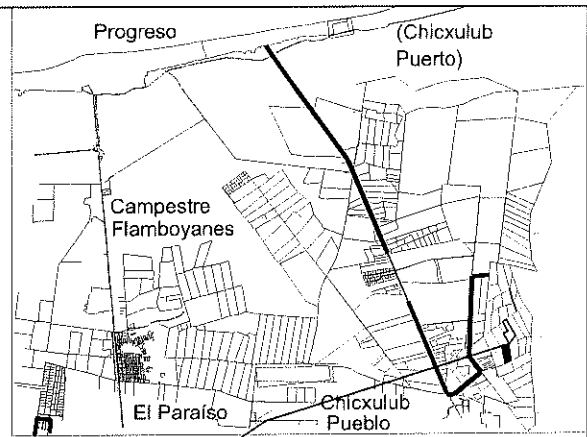 Progreso
(Chicxulub
Puerto)
Campestre
Flamboyanes
El Paraíso
Chicxulub
Pueblo